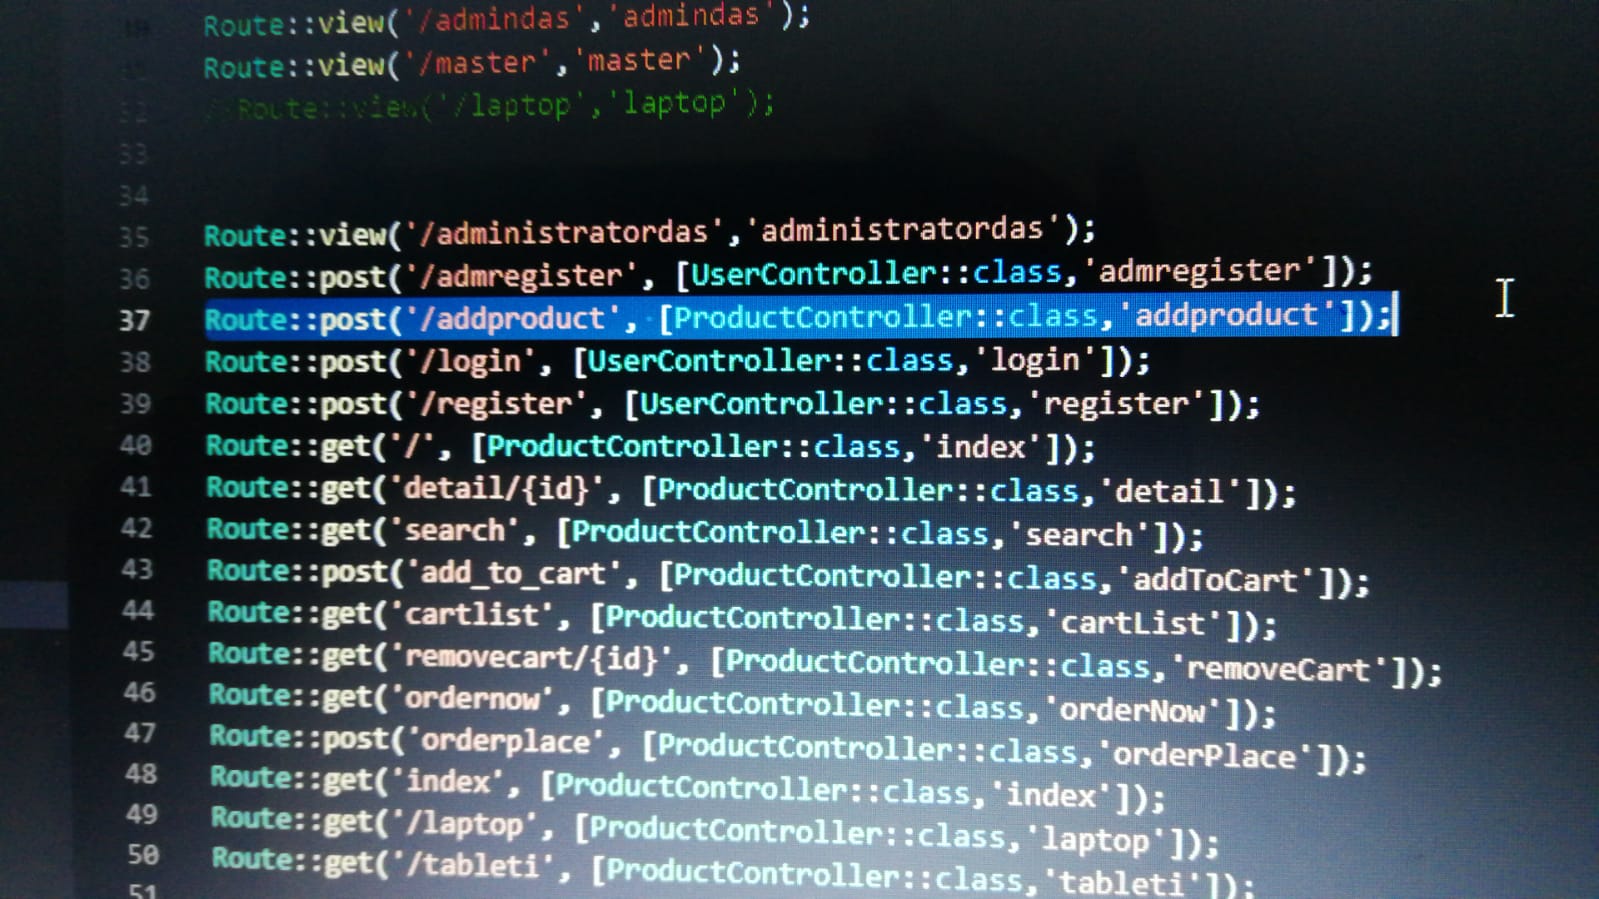 Route::view('/admindas','admindas');
Route::view('/master','master');
32 //Route::view('/laptop','laptop');
33
34
35 Route::view('/administratordas','administratordas');
36 Route::post('/admregister', [UserController::class,'admregister']);
37 Route::post('/addproduct', [ProductController::class,'addproduct']);
38 Route::post('/login', [UserController::class,'login']);
39 Route::post('/register', [UserController::class,'register']);
40 Route::get('/', [ProductController::class,'index']);
41 Route::get('detail/{id}', [ProductController::class,'detail']);
42 Route::get('search', [ProductController::class,'search']);
43 Route::post('add_to_cart', [ProductController::class,'addToCart']);
44 Route::get('cartlist', [ProductController::class,'cartList']);
45 Route::get('removecart/{id}', [ProductController::class,'removeCart']);
46 Route::get('ordernow', [ProductController::class,'orderNow']);
47 Route::post('orderplace', [ProductController::class,'orderPlace']);
48 Route::get('index', [ProductController::class,'index']);
49 Route::get('/laptop', [ProductController::class,'laptop']);
50 Route::get('/tableti', [ProductController::class,'tableti']);
51